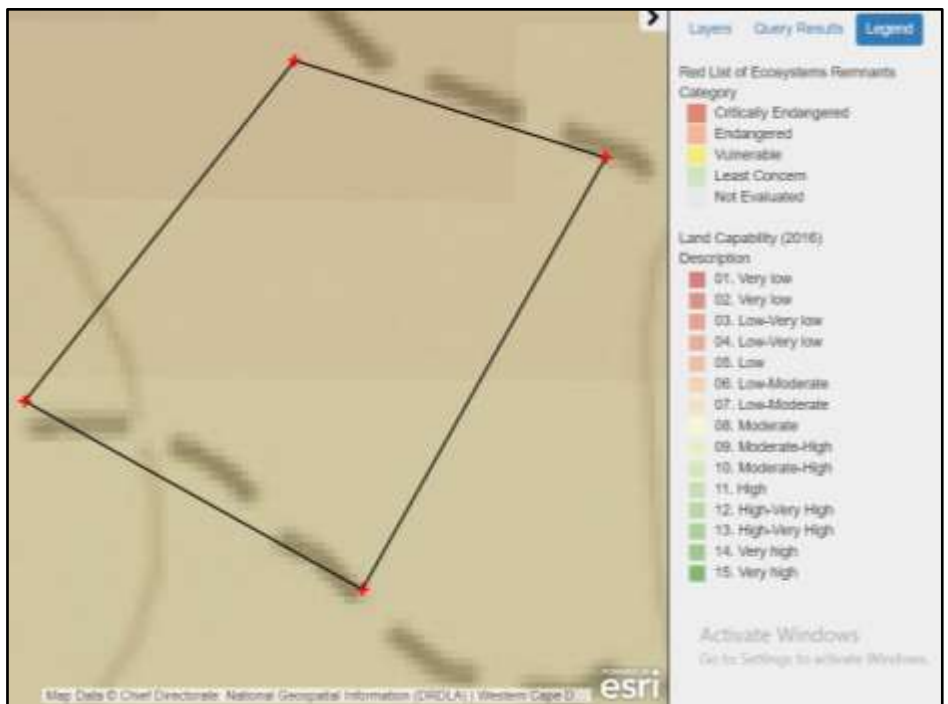 Layers Query Results Legend
Red List of Ecosystems Remnants
Category
Critically Endangered
Endangered
Vulnerable
Least Concern
Not Evaluated
Land Capability (2016)
Description
01. Very low
02. Very low
03. Low-Very low
04. Low-Very low
05. Low
06. Low-Moderate
07. Low-Moderate
08. Moderate
09. Moderate-High
10. Moderate-High
11. High
12. High-Very High
13. High-Very High
14. Very high
15. Very high
Activate Windows
Go to Settings to activate Windows.
POWERED BY
esri
Map Data © Chief Directorate: National Geospatial Information (DRDLA) | Western Cape D...